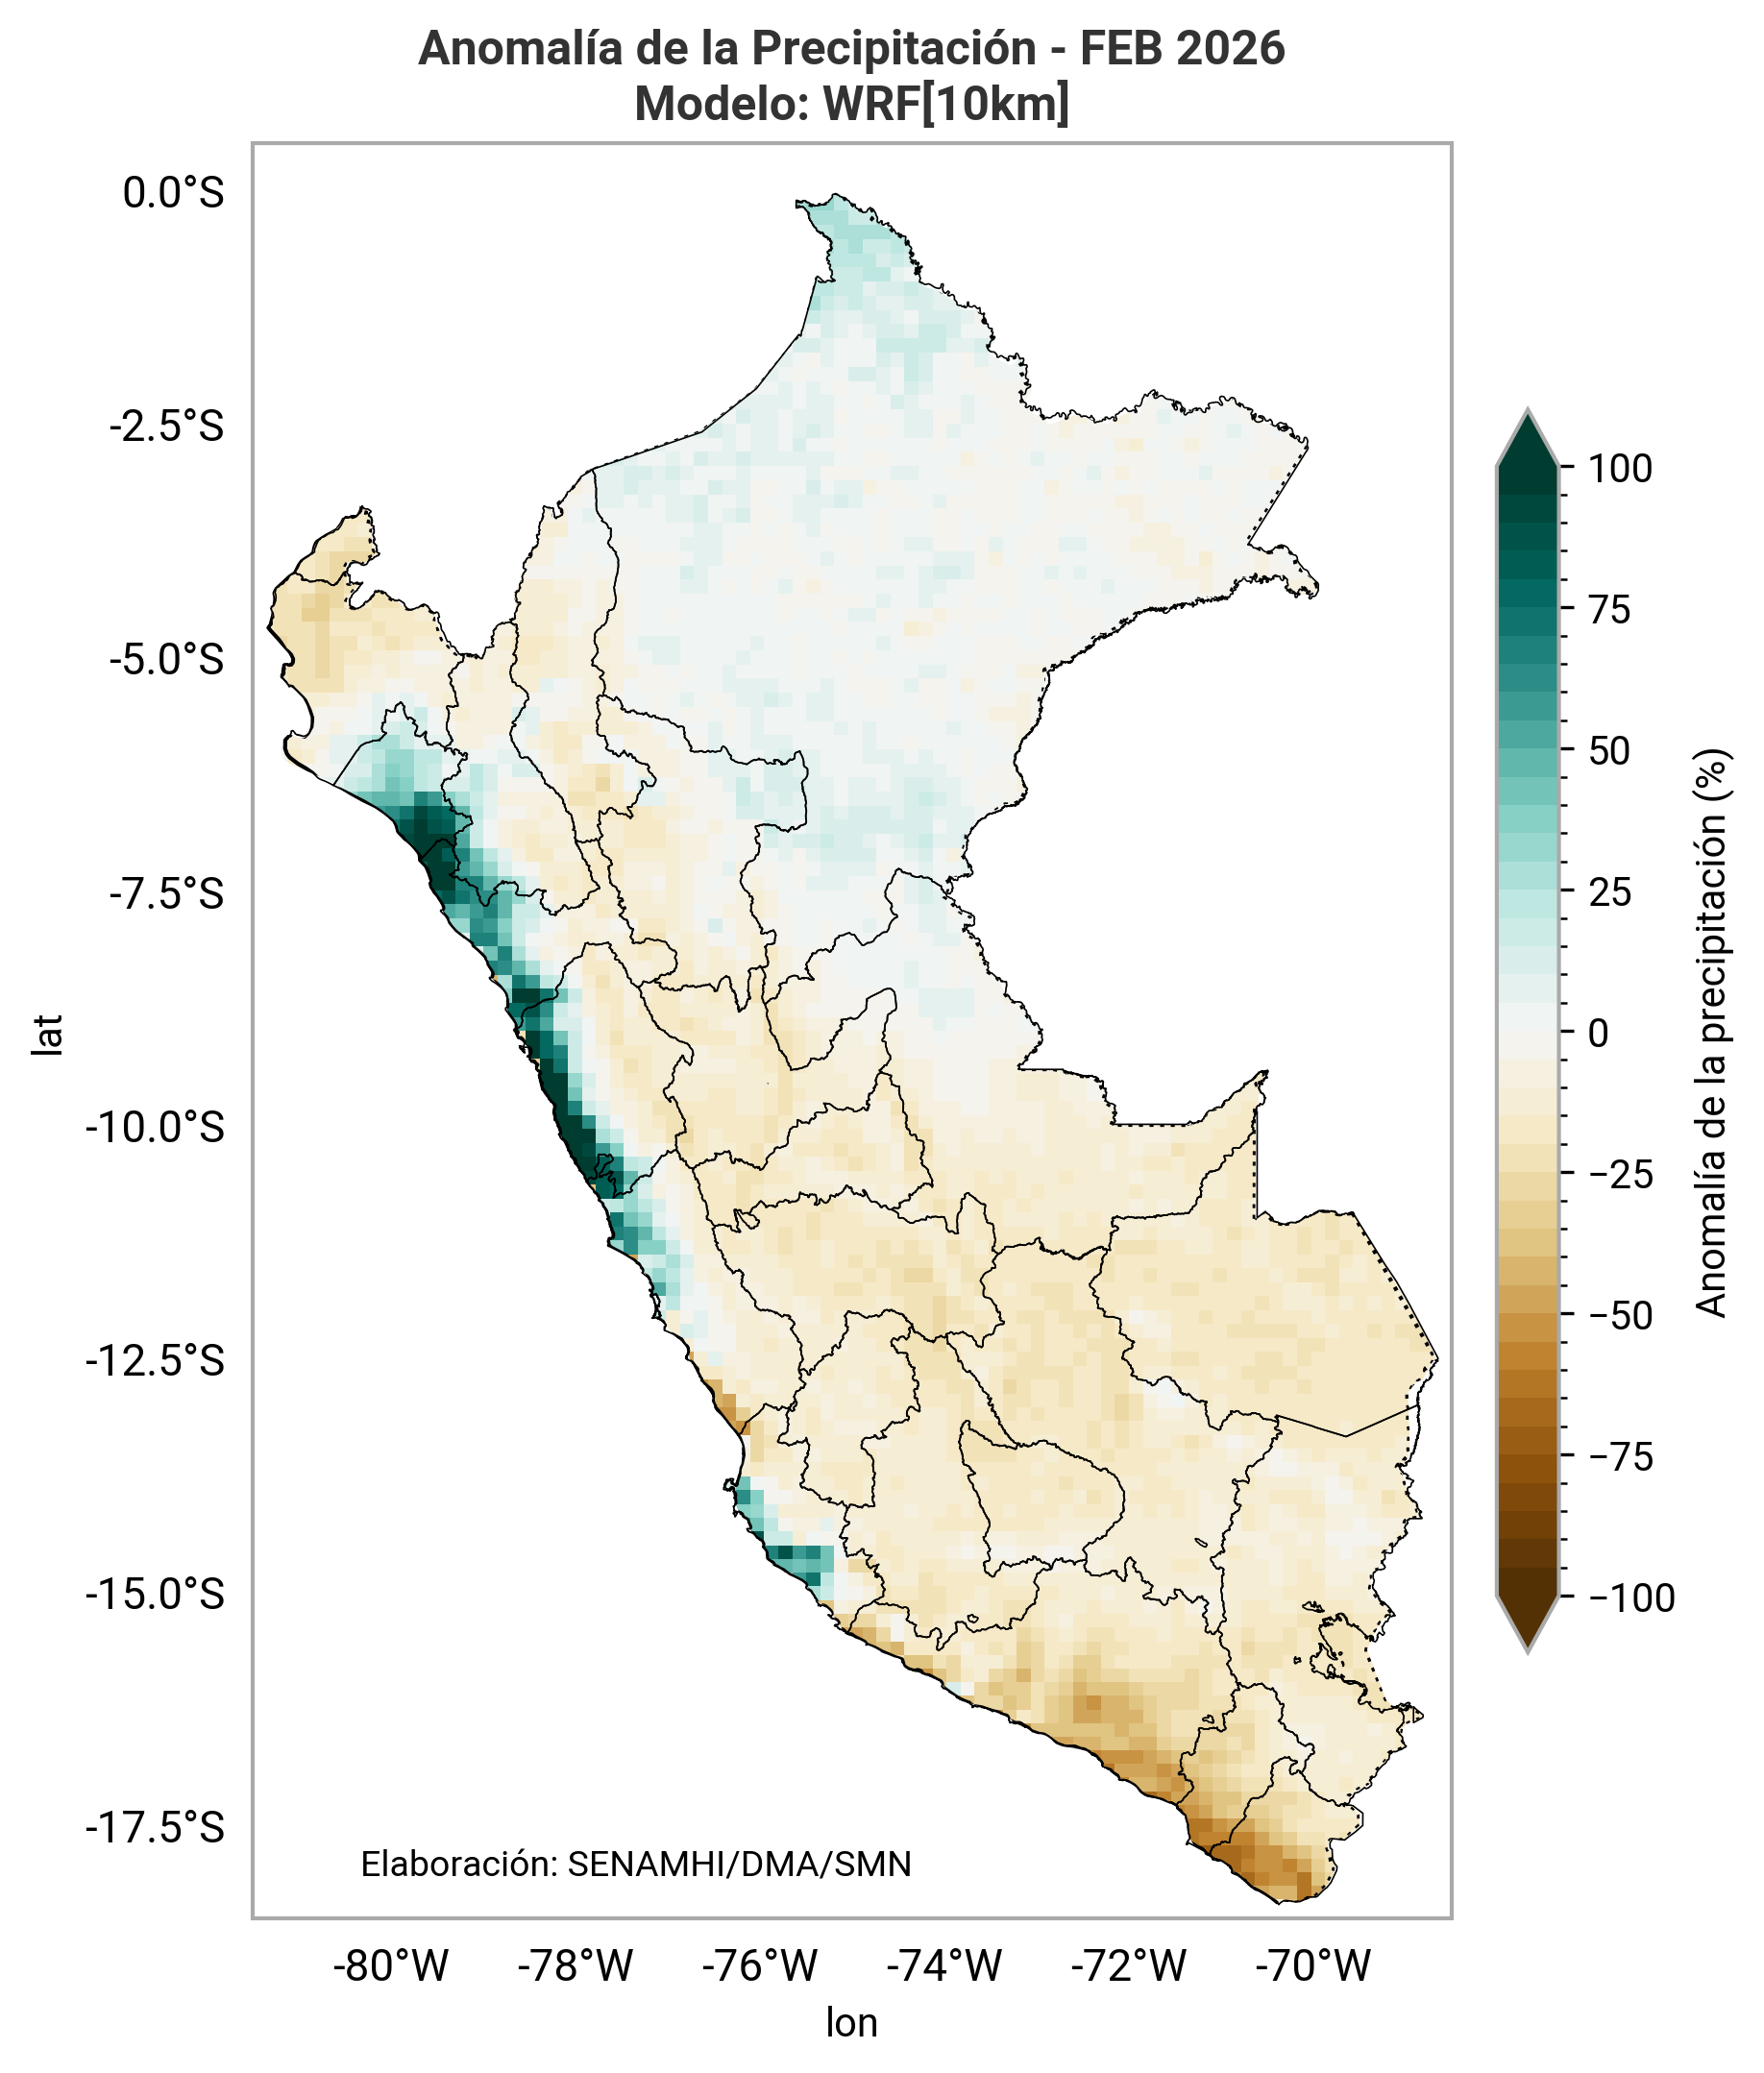 Anomalía de la Precipitación - FEB 2026
Modelo: WRF[10km]
0.0°S
-2.5°S
-5.0°S
-7.5°S
-10.0°S
-12.5°S
-15.0°S
-17.5°S
lat
Elaboración: SENAMHI/DMA/SMN
-80°W
-78°W
-76°W
-74°W
-72°W
-70°W
lon
100
75
50
25
0
−25
−50
−75
−100
Anomalía de la precipitación (%)